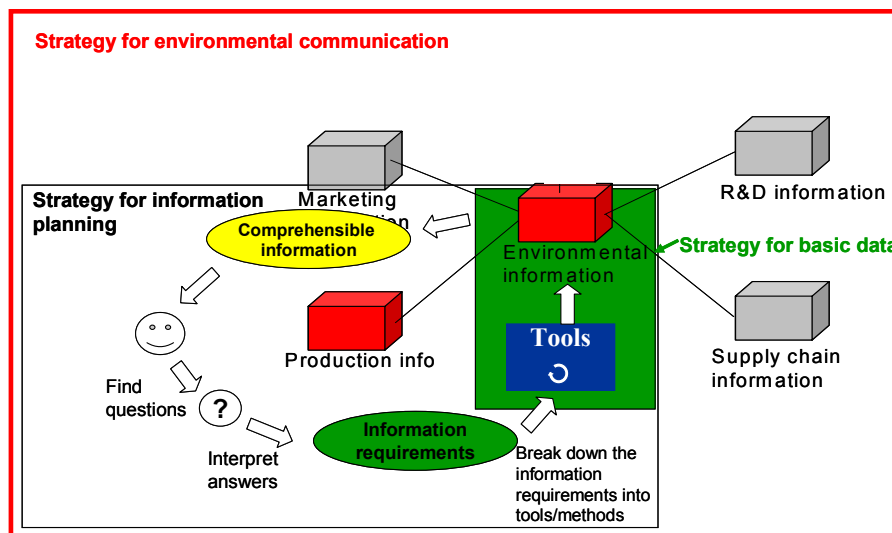 Strategy for environmental communication
R&D information
Strategy for information
planning
Marketing
Comprehensible
information
Environmental
information
Strategy for basic data
Production info
Tools
Supply chain
information
Find
questions
?
Interpret
answers
Information
requirements
Break down the
information
requirements into
tools/methods